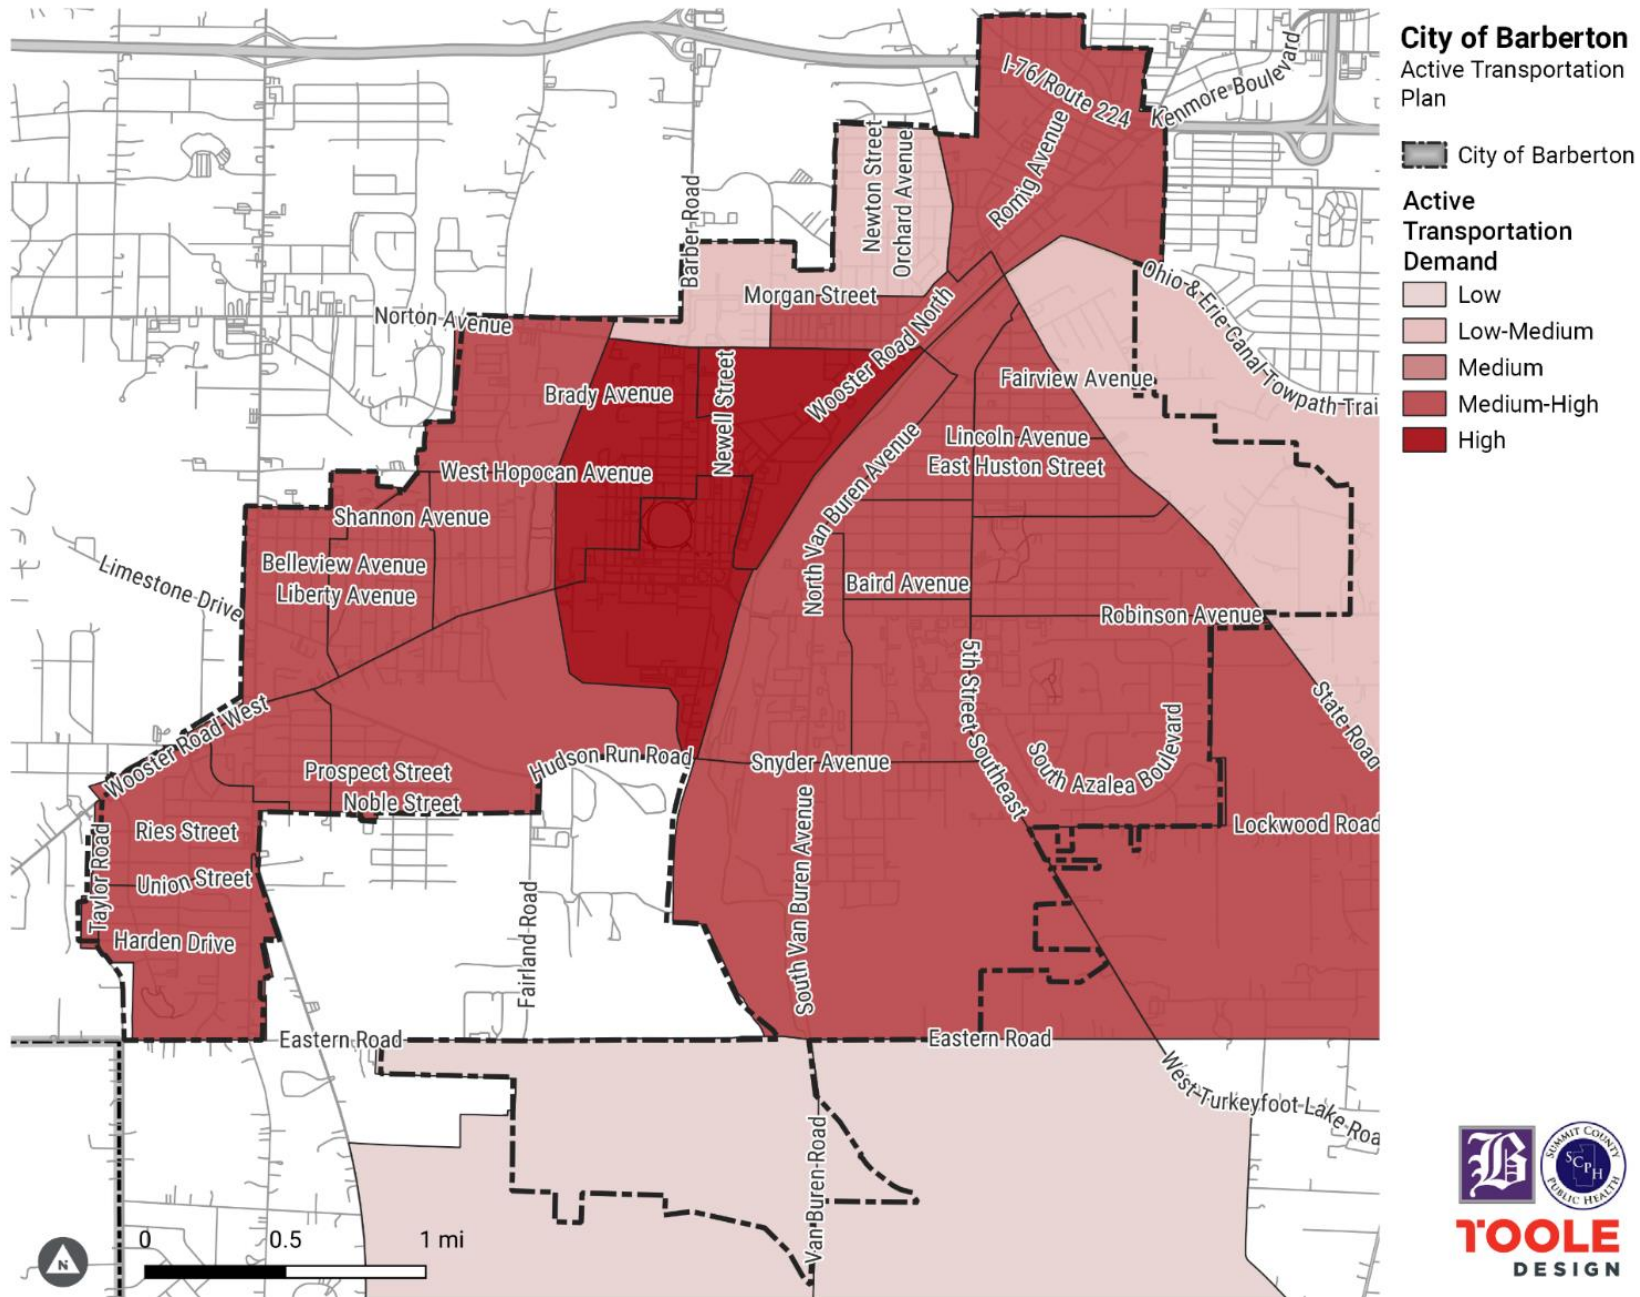 City of Barberton
Active Transportation
Plan
City of Barberton
Active
Transportation
Demand
Low
Low-Medium
Medium
Medium-High
High
I-76/Route 224
Kenmore Boulevard
Romig Avenue
Newton Street
Orchard Avenue
Barber Road
Ohio & Erie Canal Towpath Trai
Morgan Street
Norton Avenue
Wooster Road North
Brady Avenue
Newell Street
Fairview Avenue
Lincoln Avenue
East Huston Street
West Hopocan Avenue
North Van Buren Avenue
Shannon Avenue
Belleview Avenue
Liberty Avenue
Limestone Drive
Baird Avenue
Robinson Avenue
5th Street Southeast
State Road
South Azalea Boulevard
Wooster Road West
Hudson Run Road
Snyder Avenue
Prospect Street
Noble Street
Ries Street
Lockwood Road
Taylor Road
Union Street
South Van Buren Avenue
Harden Drive
Fairland Road
Eastern Road
Eastern Road
West Turkeyfoot Lake Roa
Van Buren Road
0 0.5 1 mi
N
B
SUMMIT COUNTY
SCPH
PUBLIC HEALTH
TOOLE
DESIGN